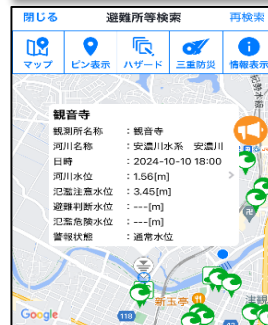 閉じる 避難所等検索 再検索
マップ ピン表示 ハザード 三重防災 情報表示
紀勢本線
観音寺
観測所名称 : 観音寺
河川名称 : 安濃川水系 安濃川
日時 : 2024-10-10 18:00
河川水位 : 1.56[m]
氾濫注意水位 : 3.45[m]
避難判断水位 : ---[m]
氾濫危険水位 : ---[m]
警報状態 : 通常水位
新玉亭
津観
Google
118